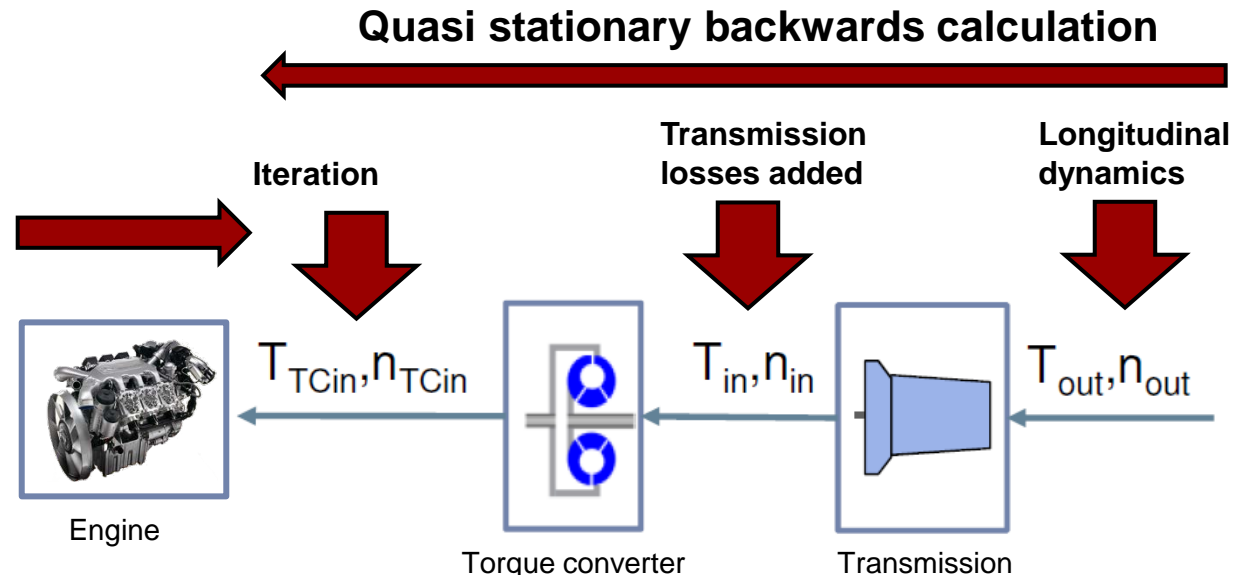 Quasi stationary backwards calculation
Iteration
Transmission
losses added
Longitudinal
dynamics
T_TCin,n_TCin
T_in,n_in
T_out,n_out
Engine
Torque converter
Transmission